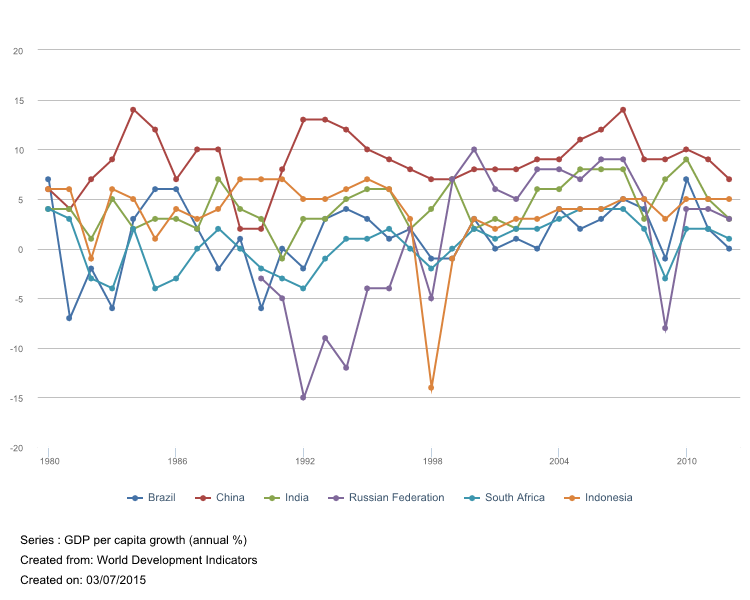 20
15
10
5
0
-5
-10
-15
-20
1980 1986 1992 1998 2004 2010
Brazil China India Russian Federation South Africa Indonesia
Series : GDP per capita growth (annual %)
Created from: World Development Indicators
Created on: 03/07/2015